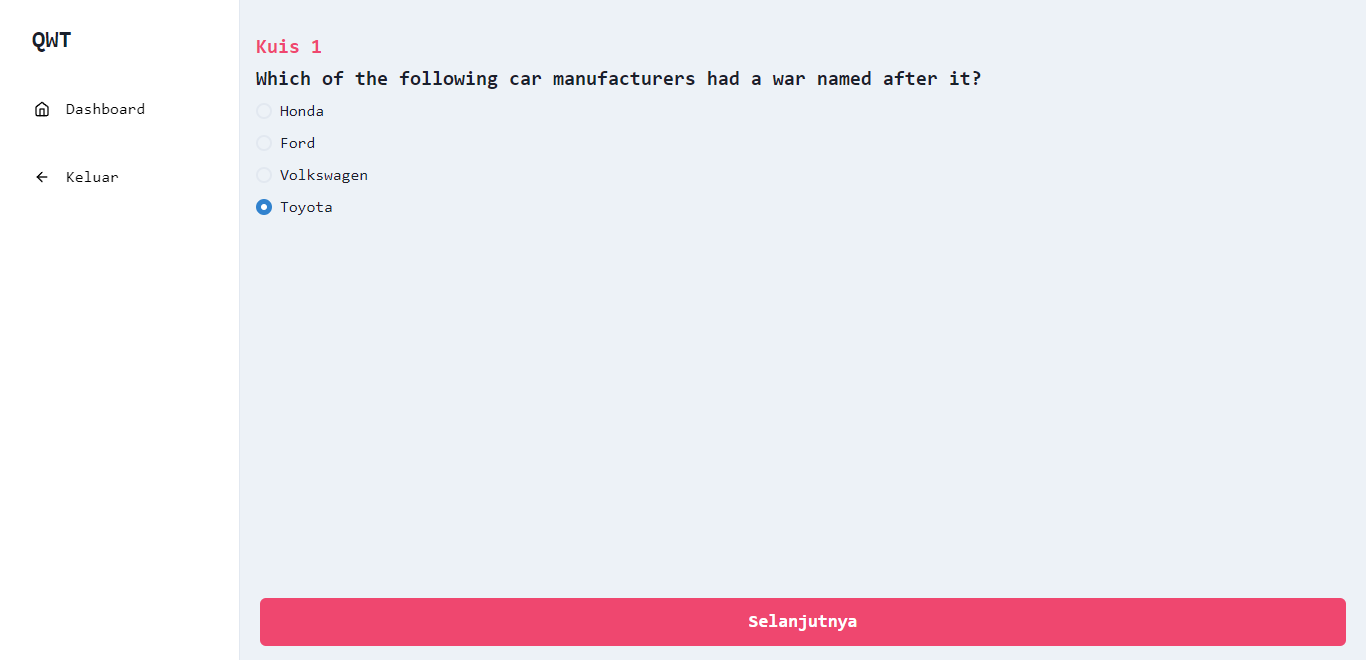 QWT
Dashboard
Keluar
Kuis 1
Which of the following car manufacturers had a war named after it?
Honda
Ford
Volkswagen
Toyota
Selanjutnya